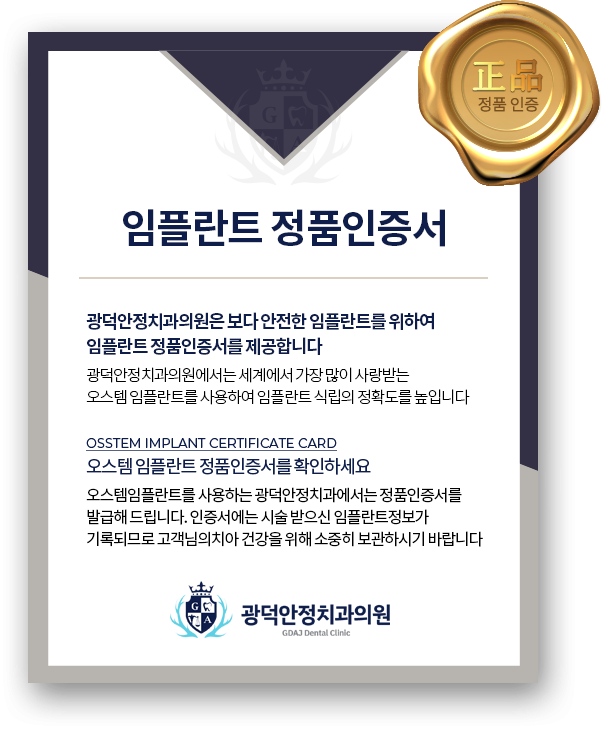 正品
정품 인증
G
G A
임플란트 정품인증서
광덕안정치과의원은 보다 안전한 임플란트를 위하여
임플란트 정품인증서를 제공합니다
광덕안정치과의원에서는 세계에서 가장 많이 사랑받는
오스템 임플란트를 사용하여 임플란트 식립의 정확도를 높입니다
OSSTEM IMPLANT CERTIFICATE CARD
오스템 임플란트 정품인증서를 확인하세요
오스템임플란트를 사용하는 광덕안정치과에서는 정품인증서를
발급해 드립니다. 인증서에는 시술 받으신 임플란트정보가
기록되므로 고객님의치아 건강을 위해 소중히 보관하시기 바랍니다
G
A
광덕안정치과의원
GDAJ Dental Clinic